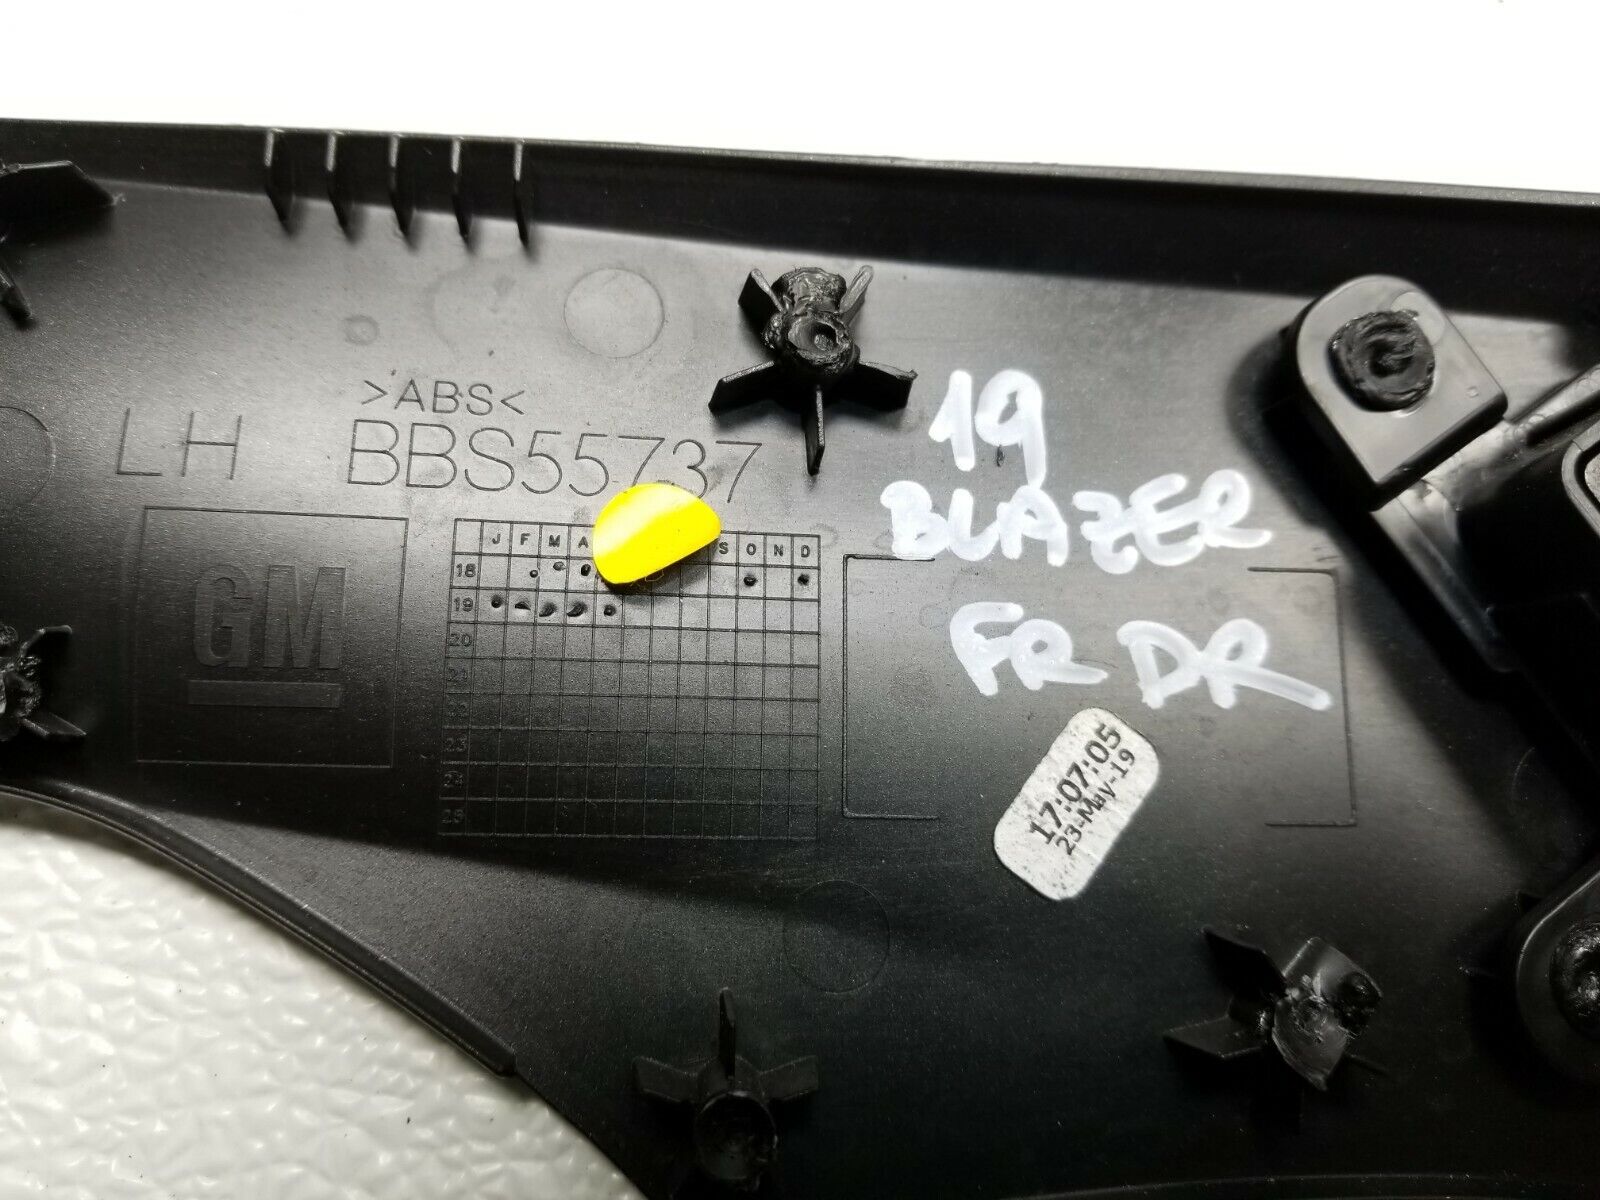 >ABS<
LH BBS55737
GM
J F M A S O N D
18
19
20
21
22
23
24
25
19
BLAZER
FR DR
17:07:05
23-May-19